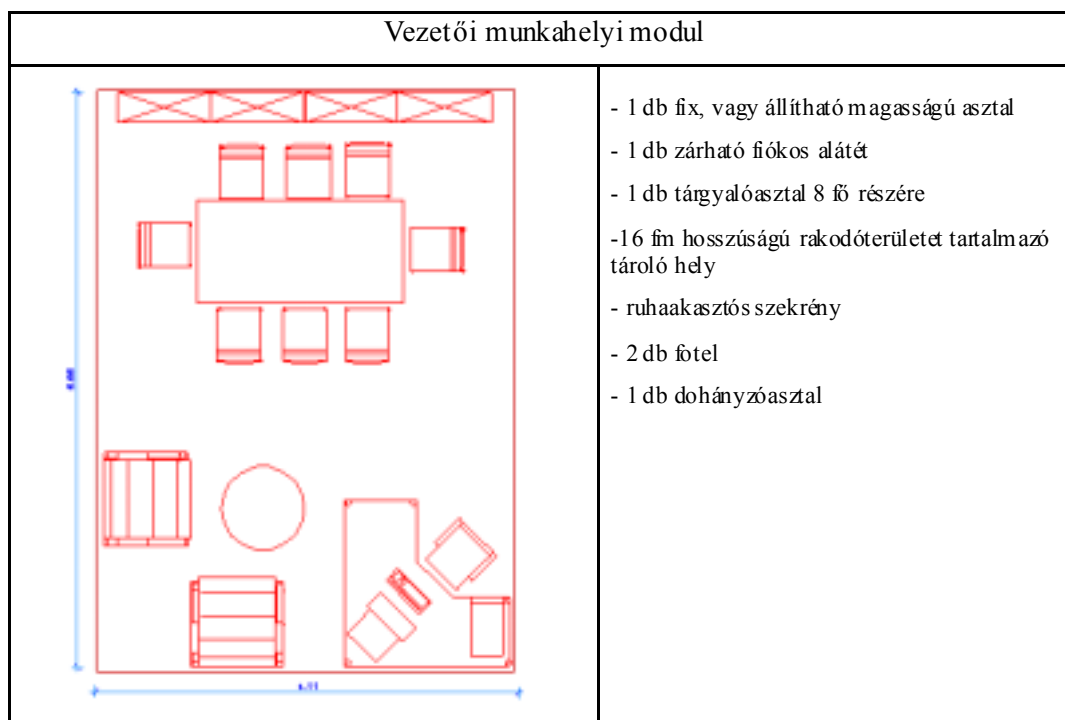 Vezetői munkahelyi modul
- 1 db fix, vagy állítható magasságú asztal
- 1 db zárható fiókos alátét
- 1 db tárgyalóasztal 8 fő részére
-16 fm hosszúságú rakodóterületet tartalmazó
tároló hely
- ruhaakasztós szekrény
- 2 db fotel
- 1 db dohányzóasztal